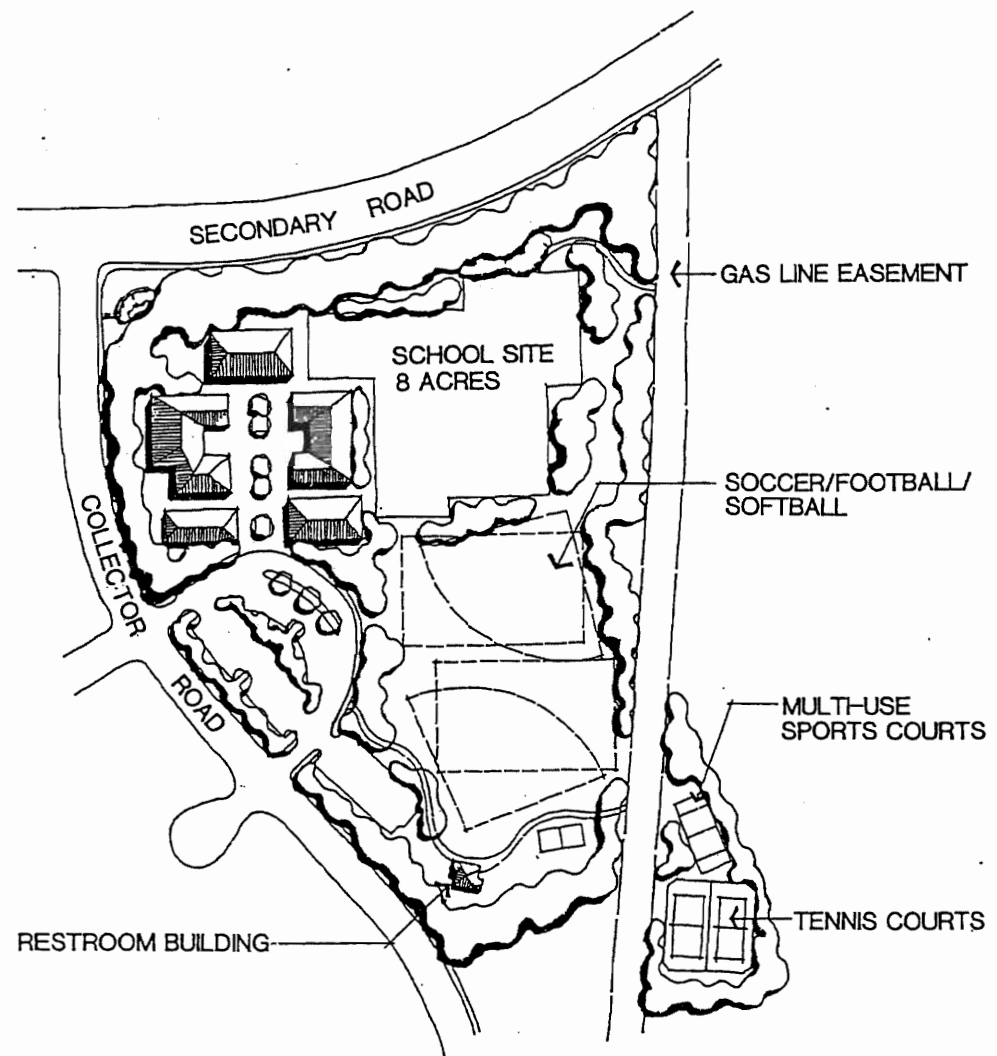 SECONDARY ROAD
GAS LINE EASEMENT
SCHOOL SITE
8 ACRES
SOCCER/FOOTBALL/
SOFTBALL
COLLECTOR
ROAD
MULTI-USE
SPORTS COURTS
TENNIS COURTS
RESTROOM BUILDING